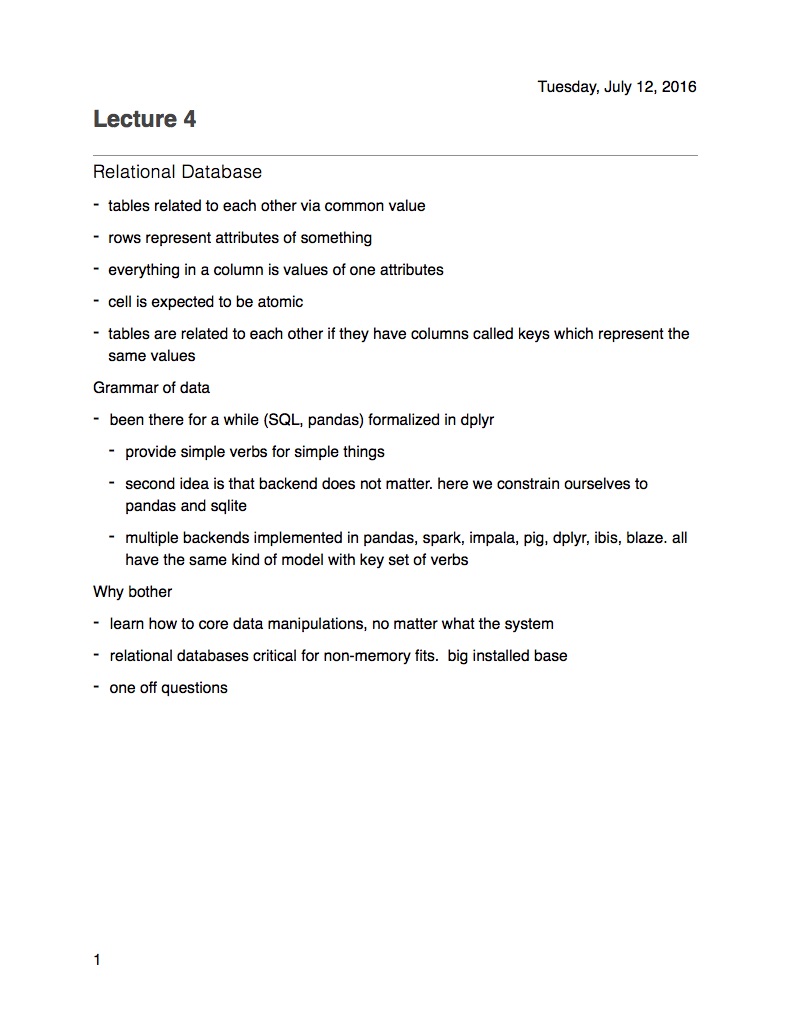 Tuesday, July 12, 2016
Lecture 4
Relational Database
- tables related to each other via common value
- rows represent attributes of something
- everything in a column is values of one attributes
- cell is expected to be atomic
- tables are related to each other if they have columns called keys which represent the
same values
Grammar of data
- been there for a while (SQL, pandas) formalized in dplyr
- provide simple verbs for simple things
- second idea is that backend does not matter. here we constrain ourselves to
pandas and sqlite
- multiple backends implemented in pandas, spark, impala, pig, dplyr, ibis, blaze. all
have the same kind of model with key set of verbs
Why bother
- learn how to core data manipulations, no matter what the system
- relational databases critical for non-memory fits.  big installed base
- one off questions
1